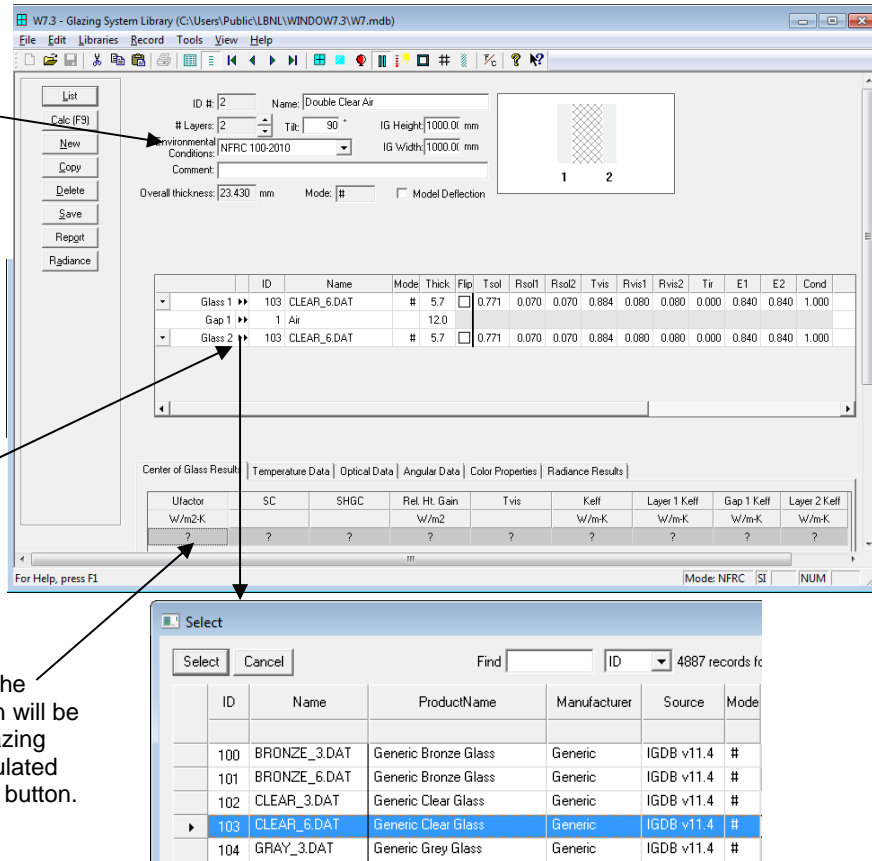 W7.3 - Glazing System Library (C:\Users\Public\LBNL\WINDOW7.3\W7.mdb)
File Edit Libraries Record Tools View Help
List
Calc (F9)
New
Copy
Delete
Save
Report
Radiance
ID #: 2 Name: Double Clear Air
# Layers: 2 Tilt: 90 ° IG Height: 1000.0 mm
Environmental Conditions: NFRC 100-2010 IG Width: 1000.0 mm
Comment:
Overall thickness: 23.430 mm Mode: # Model Deflection
1 2
ID Name Mode Thick Flip Tsol Rsol1 Rsol2 Tvis Rvis1 Rvis2 Tir E1 E2 Cond
Glass 1 103 CLEAR_6.DAT # 5.7 0.771 0.070 0.070 0.884 0.080 0.080 0.000 0.840 0.840 1.000
Gap 1 1 Air 12.0
Glass 2 103 CLEAR_6.DAT # 5.7 0.771 0.070 0.070 0.884 0.080 0.080 0.000 0.840 0.840 1.000
Center of Glass Results Temperature Data Optical Data Angular Data Color Properties Radiance Results
Ufactor SC SHGC Rel. Ht. Gain Tvis Keff Layer 1 Keff Gap 1 Keff Layer 2 Keff
W/m2-K W/m2 W/m-K W/m-K W/m-K W/m-K
? ? ? ? ? ? ? ? ?
For Help, press F1 Mode: NFRC SI NUM
he
n will be
azing
ulated
button.
Select
Select Cancel Find ID 4887 records fo
ID Name ProductName Manufacturer Source Mode
100 BRONZE_3.DAT Generic Bronze Glass Generic IGDB v11.4 #
101 BRONZE_6.DAT Generic Bronze Glass Generic IGDB v11.4 #
102 CLEAR_3.DAT Generic Clear Glass Generic IGDB v11.4 #
103 CLEAR_6.DAT Generic Clear Glass Generic IGDB v11.4 #
104 GRAY_3.DAT Generic Grey Glass Generic IGDB v11.4 #